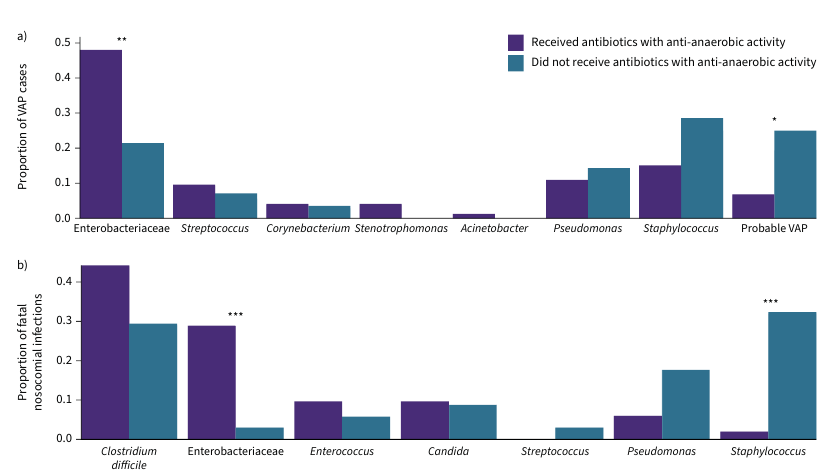 a)
Received antibiotics with anti-anaerobic activity
Did not receive antibiotics with anti-anaerobic activity
Proportion of VAP cases
0.5
0.4
0.3
0.2
0.1
0.0
**
*
Enterobacteriaceae
Streptococcus
Corynebacterium
Stenotrophomonas
Acinetobacter
Pseudomonas
Staphylococcus
Probable VAP
b)
Proportion of fatal
nosocomial infections
0.4
0.3
0.2
0.1
0.0
***
***
Clostridium
difficile
Enterobacteriaceae
Enterococcus
Candida
Streptococcus
Pseudomonas
Staphylococcus